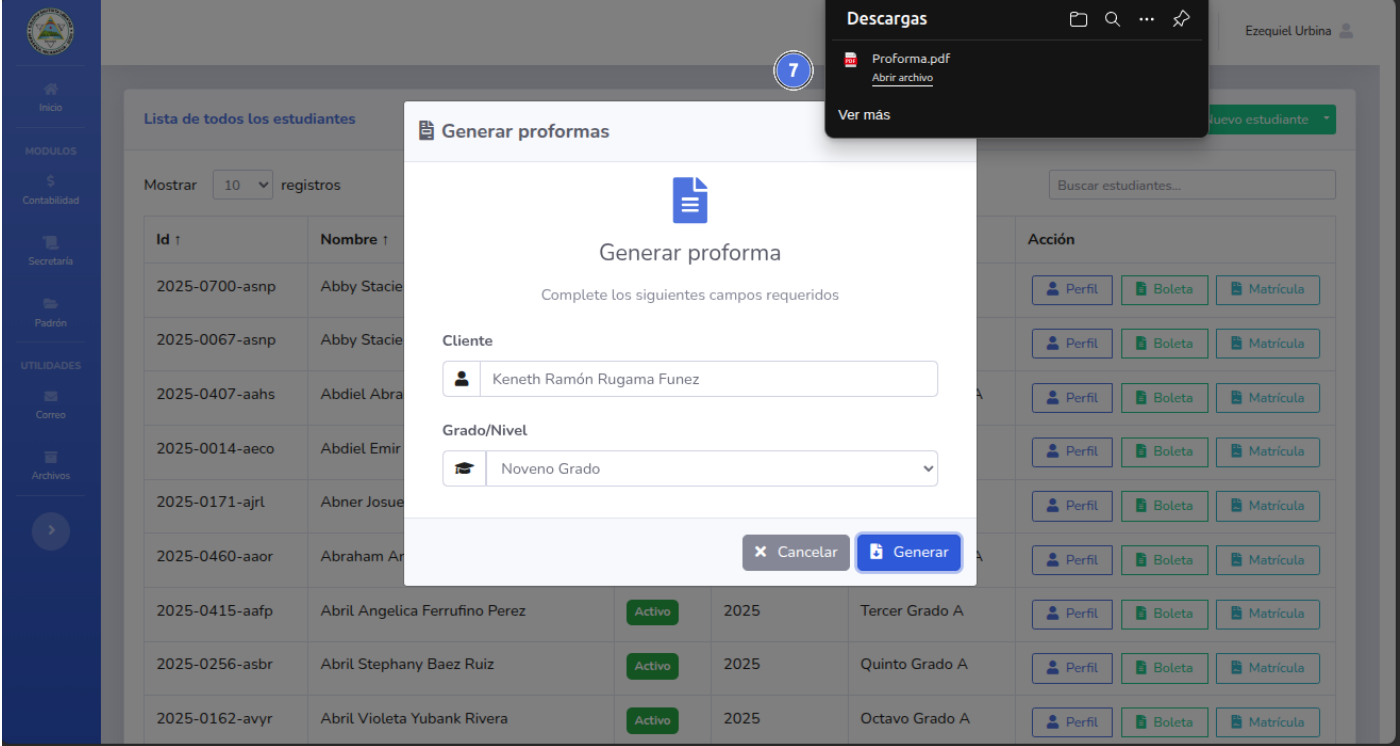 Descargas
Ezequiel Urbina
Proforma.pdf
7
Abrir archivo
Ver más
Inicio
Lista de todos los estudiantes
Generar proformas
Nuevo estudiante
MODULOS
Mostrar 10 registros
Buscar estudiantes...
Contabilidad
Id ↑ Nombre ↑ Acción
Generar proforma
Secretaría
2025-0700-asnp Abby Stacie Perfil Boleta Matrícula
Complete los siguientes campos requeridos
Padrón
2025-0067-asnp Abby Stacie Perfil Boleta Matrícula
Cliente
UTILIDADES
Keneth Ramón Rugama Funez
2025-0407-aahs Abdiel Abra A Perfil Boleta Matrícula
Correo
Grado/Nivel
2025-0014-aeco Abdiel Emir Perfil Boleta Matrícula
Noveno Grado
Archivos
2025-0171-ajrl Abner Josue Perfil Boleta Matrícula
Cancelar Generar
2025-0460-aaor Abraham Ar A Perfil Boleta Matrícula
2025-0415-aafp Abril Angelica Ferrufino Perez Activo 2025 Tercer Grado A Perfil Boleta Matrícula
2025-0256-asbr Abril Stephany Baez Ruiz Activo 2025 Quinto Grado A Perfil Boleta Matrícula
2025-0162-avyr Abril Violeta Yubank Rivera Activo 2025 Octavo Grado A Perfil Boleta Matrícula